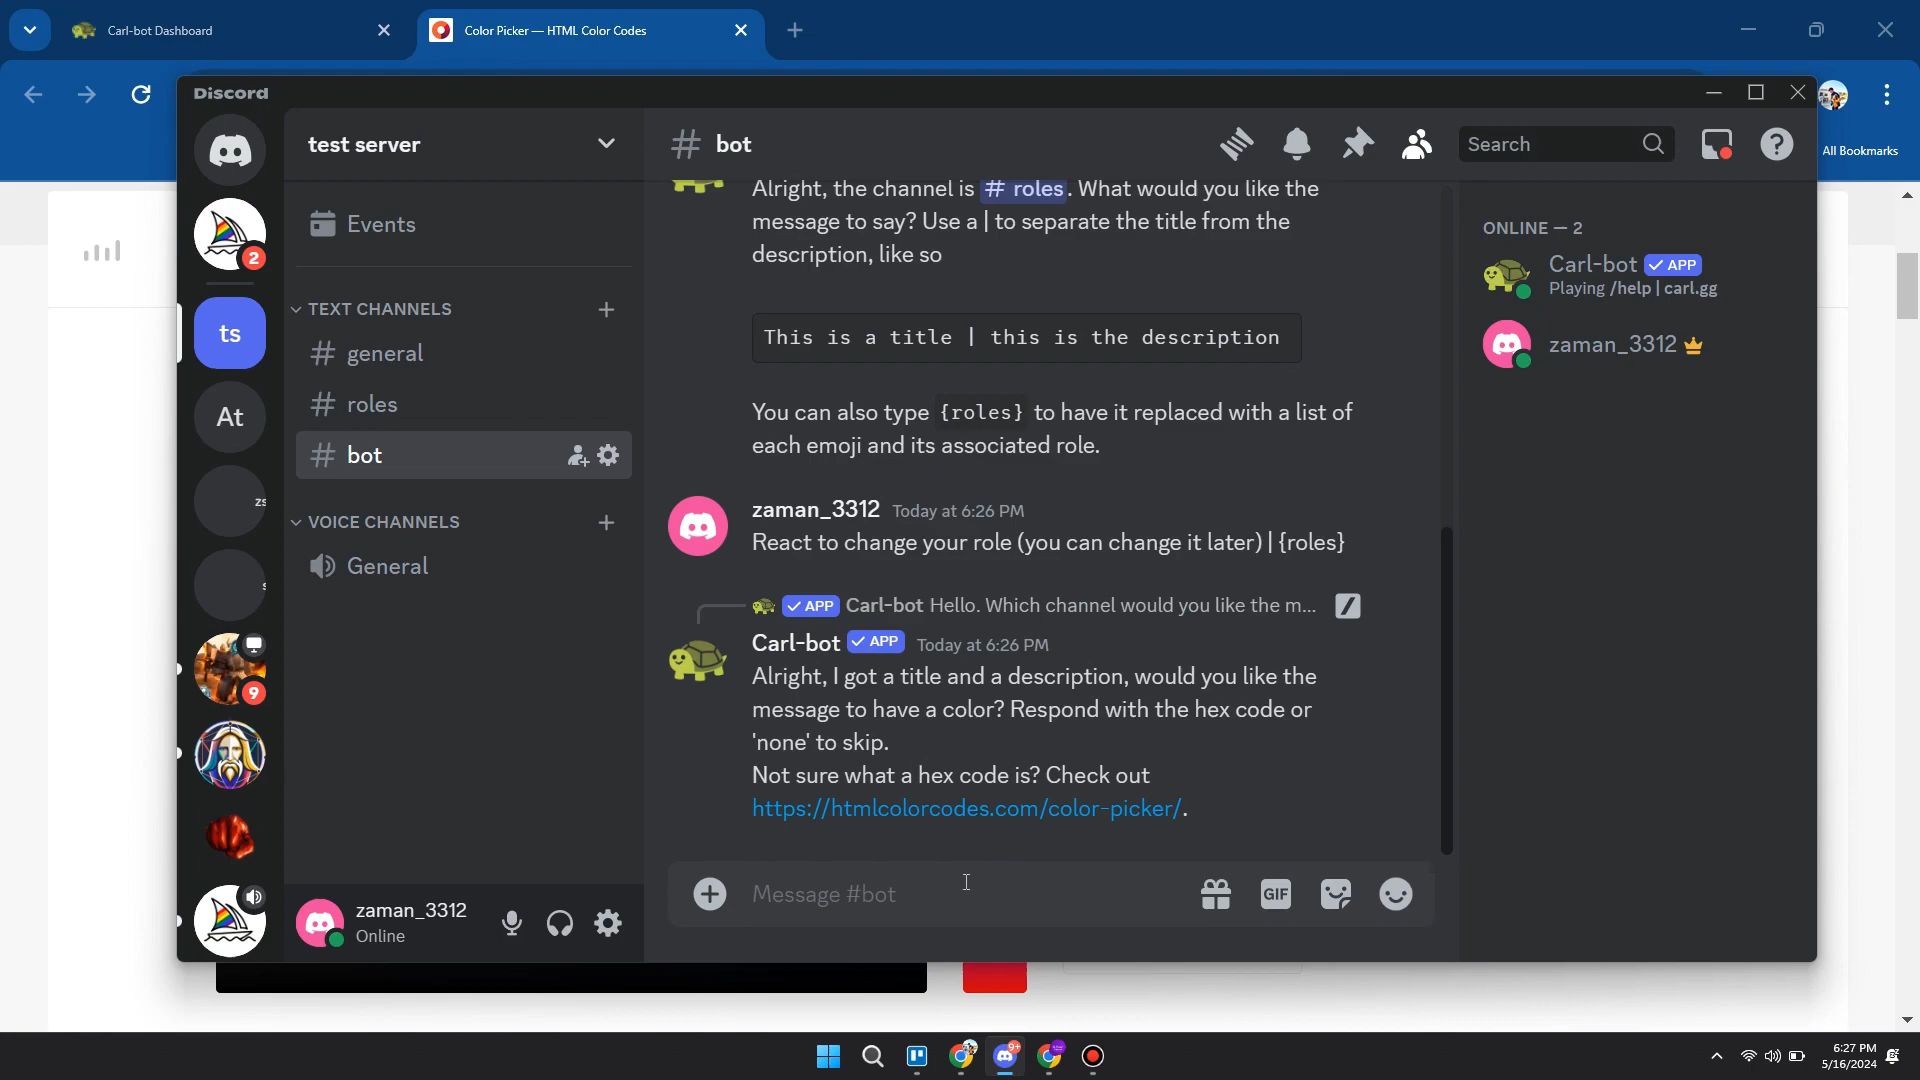 Carl-bot Dashboard
Color Picker — HTML Color Codes
All Bookmarks
Discord
test server
Events
TEXT CHANNELS
general
roles
bot
VOICE CHANNELS
General
2
ts
At
zs
s
9
zaman_3312
Online
bot
Search
Alright, the channel is # roles. What would you like the
message to say? Use a | to separate the title from the
description, like so
This is a title | this is the description
You can also type {roles} to have it replaced with a list of
each emoji and its associated role.
zaman_3312 Today at 6:26 PM
React to change your role (you can change it later) | {roles}
APP Carl-bot Hello. Which channel would you like the m...
Carl-bot APP Today at 6:26 PM
Alright, I got a title and a description, would you like the
message to have a color? Respond with the hex code or
'none' to skip.
Not sure what a hex code is? Check out
https://htmlcolorcodes.com/color-picker/.
Message #bot
GIF
ONLINE — 2
Carl-bot APP
Playing /help | carl.gg
zaman_3312
9+
6:27 PM
5/16/2024